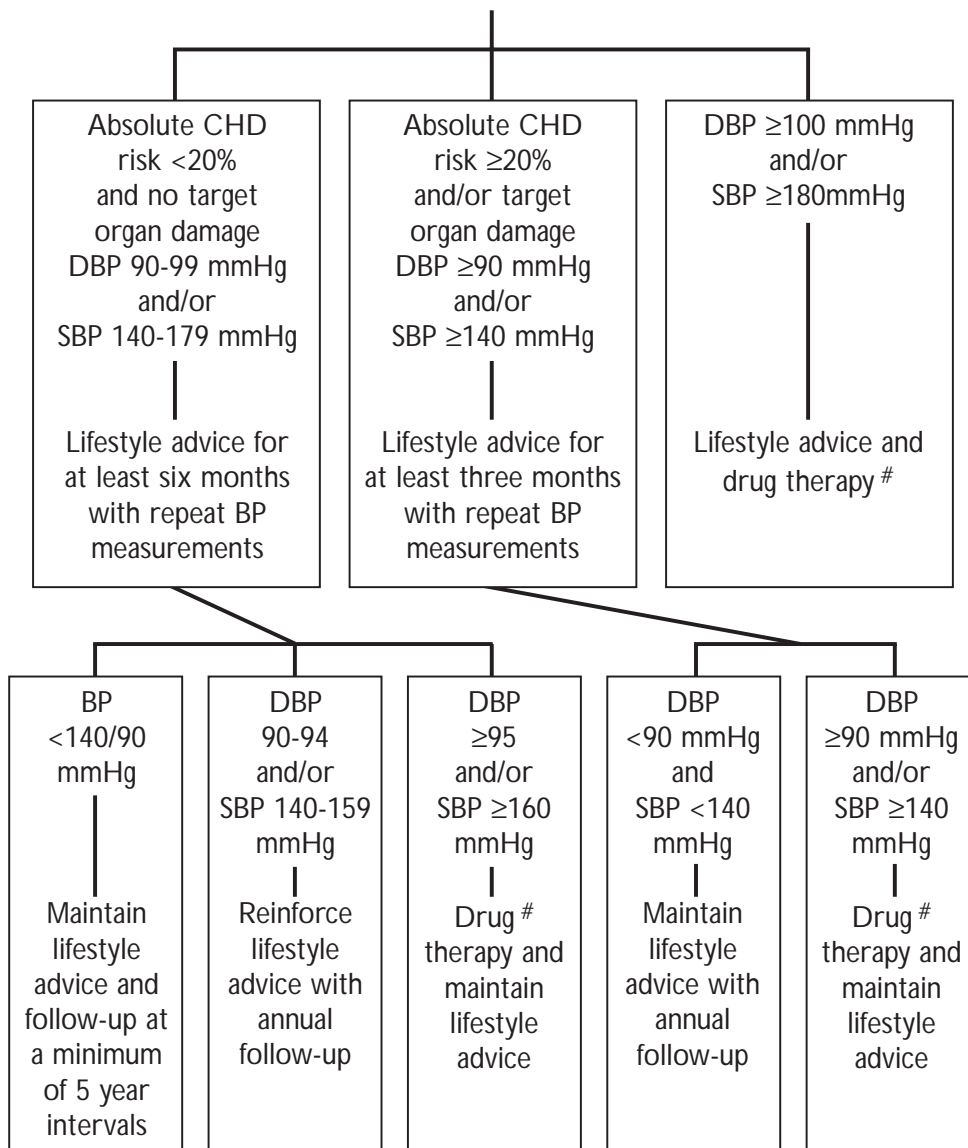 Absolute CHD
risk <20%
and no target
organ damage
DBP 90-99 mmHg
and/or
SBP 140-179 mmHg
Lifestyle advice for
at least six months
with repeat BP
measurements
Absolute CHD
risk ≥20%
and/or target
organ damage
DBP ≥90 mmHg
and/or
SBP ≥140 mmHg
Lifestyle advice for
at least three months
with repeat BP
measurements
DBP ≥100 mmHg
and/or
SBP ≥180mmHg
Lifestyle advice and
drug therapy #
BP
<140/90
mmHg
Maintain
lifestyle
advice and
follow-up at
a minimum
of 5 year
intervals
DBP
90-94
and/or
SBP 140-159
mmHg
Reinforce
lifestyle
advice with
annual
follow-up
DBP
≥95
and/or
SBP ≥160
mmHg
Drug #
therapy and
maintain
lifestyle
advice
DBP
<90 mmHg
and
SBP <140
mmHg
Maintain
lifestyle
advice with
annual
follow-up
DBP
≥90 mmHg
and/or
SBP ≥140
mmHg
Drug #
therapy and
maintain
lifestyle
advice